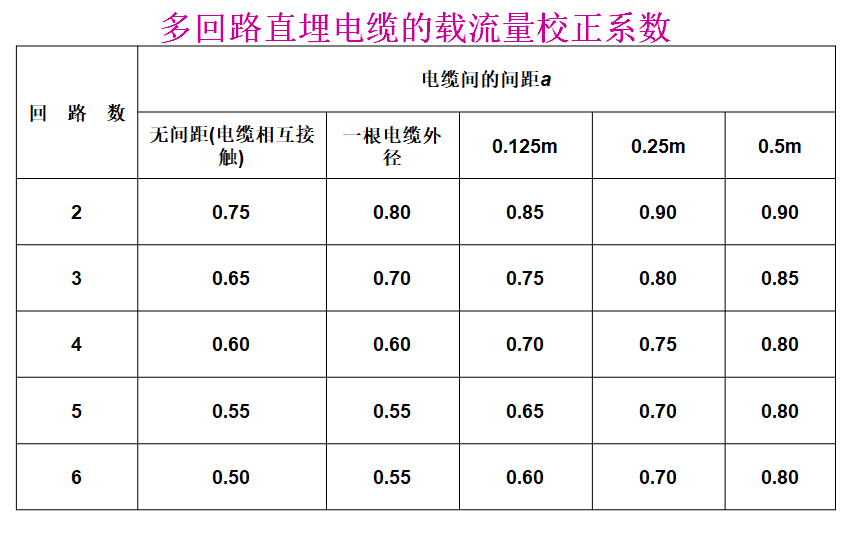 多回路直埋电缆的载流量校正系数
回 路 数
电缆间的间距a
无间距(电缆相互接
触)
一根电缆外
径
0.125m
0.25m
0.5m
2 0.75 0.80 0.85 0.90 0.90
3 0.65 0.70 0.75 0.80 0.85
4 0.60 0.60 0.70 0.75 0.80
5 0.55 0.55 0.65 0.70 0.80
6 0.50 0.55 0.60 0.70 0.80